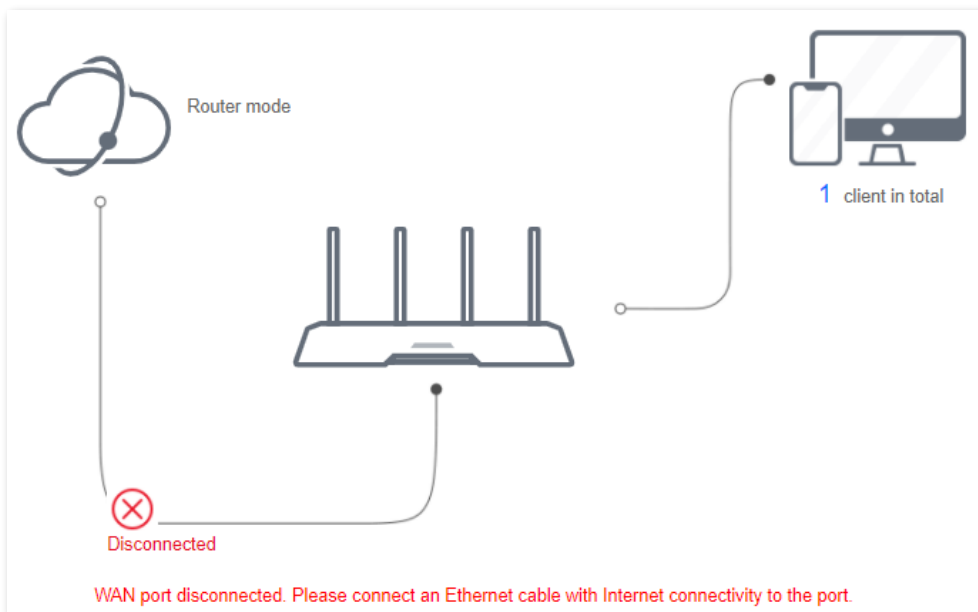 Router mode
1 client in total
Disconnected
WAN port disconnected. Please connect an Ethernet cable with Internet connectivity to the port.